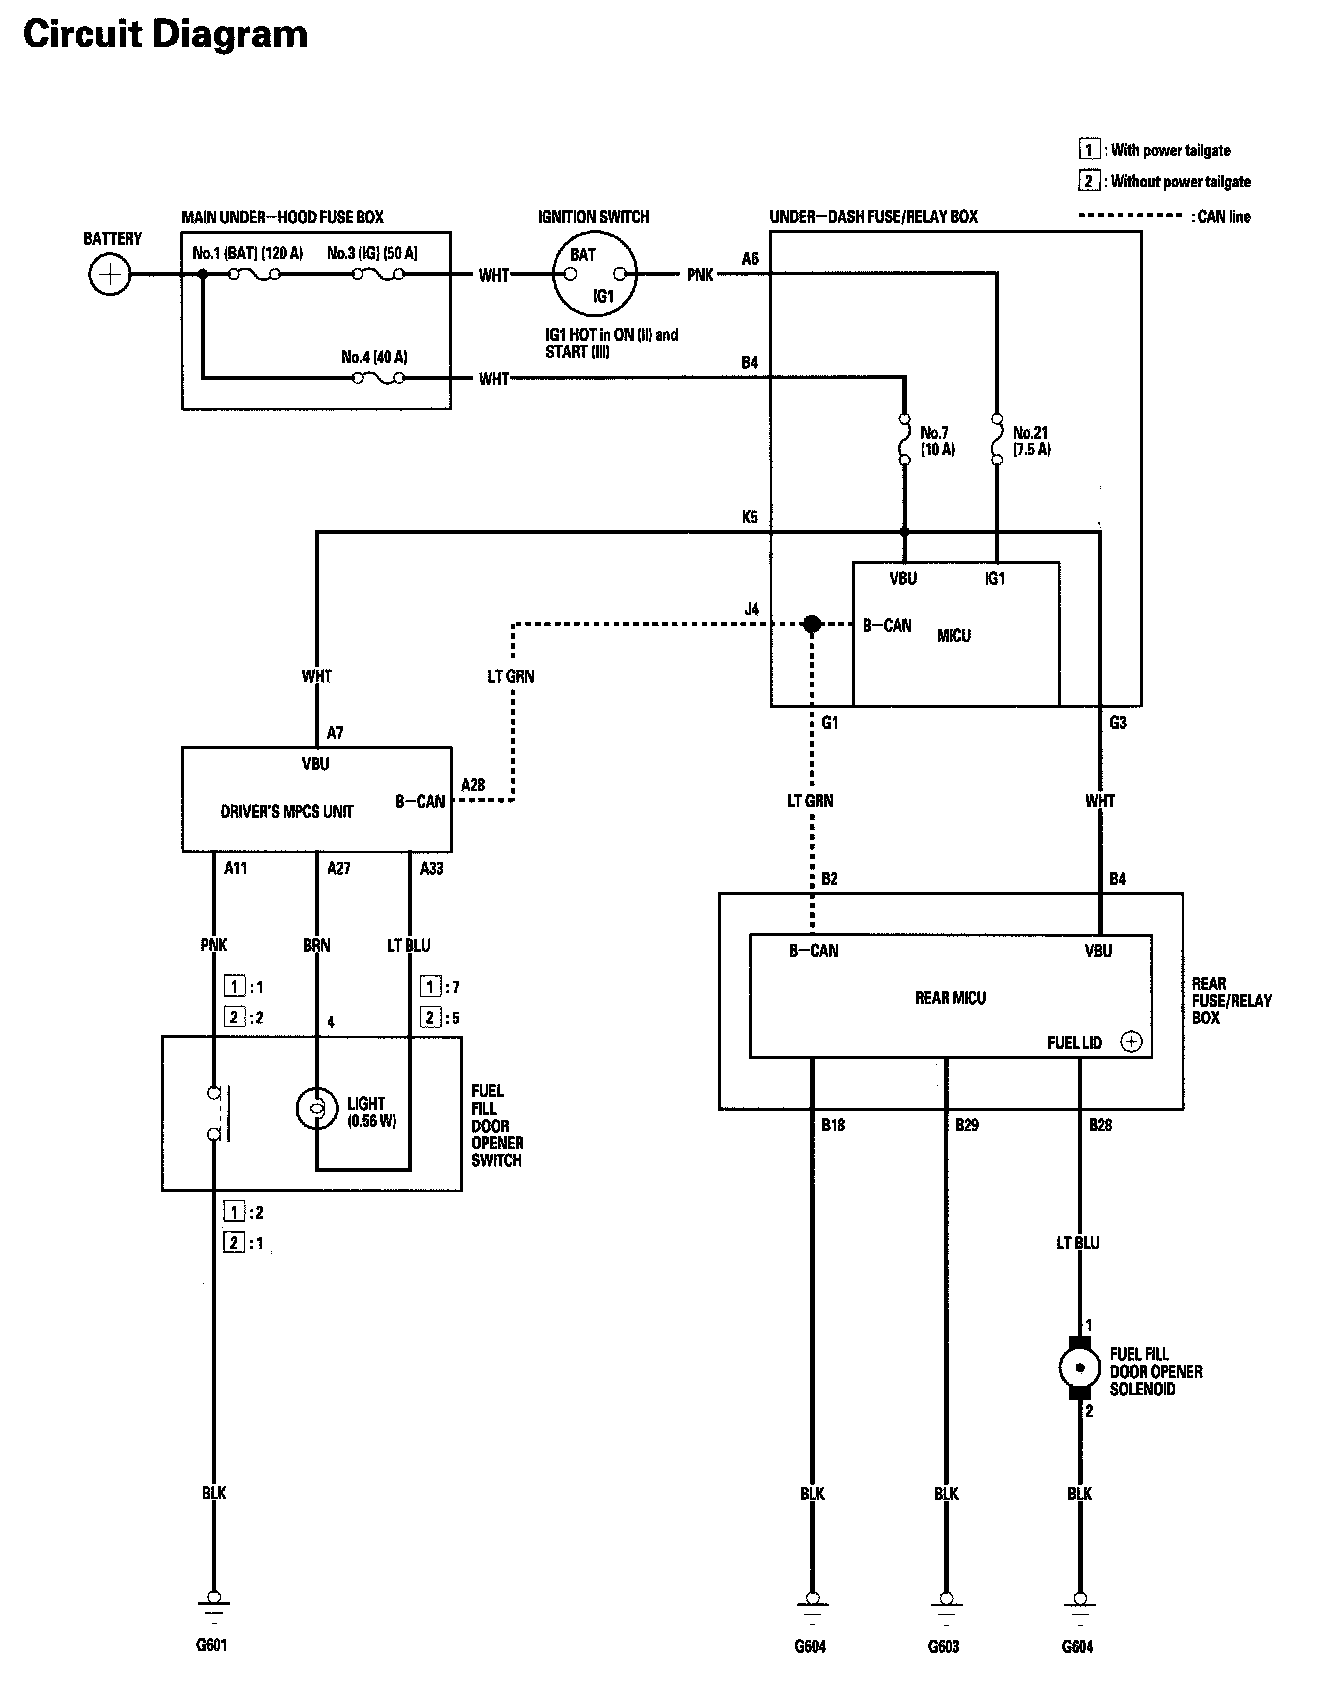 Circuit Diagram
1 : With power tailgate
2 : Without power tailgate
: CAN line
MAIN UNDER-HOOD FUSE BOX
IGNITION SWITCH
UNDER-DASH FUSE/RELAY BOX
BATTERY
No.1 (BAT) (120 A)
No.3 (IG) (50 A)
BAT
A6
WHT
PNK
IG1
IG1 HOT in ON (II) and
START (III)
No.4 (40 A)
B4
WHT
No.7
(10 A)
No.21
(7.5 A)
K5
VBU
IG1
J4
B-CAN
MICU
WHT
LT GRN
G1
G3
A7
VBU
A28
B-CAN
DRIVER'S MPCS UNIT
LT GRN
WHT
A11
A27
A33
B2
B4
PNK
BRN
LT BLU
B-CAN
VBU
1 :1
1 :7
REAR MICU
REAR
FUSE/RELAY
BOX
2 :2
4
2 :5
FUEL LID
LIGHT
(0.56 W)
FUEL
FILL
DOOR
OPENER
SWITCH
B18
B29
B28
1 :2
2 :1
LT BLU
1
FUEL FILL
DOOR OPENER
SOLENOID
2
BLK
BLK
BLK
BLK
G601
G604
G603
G604